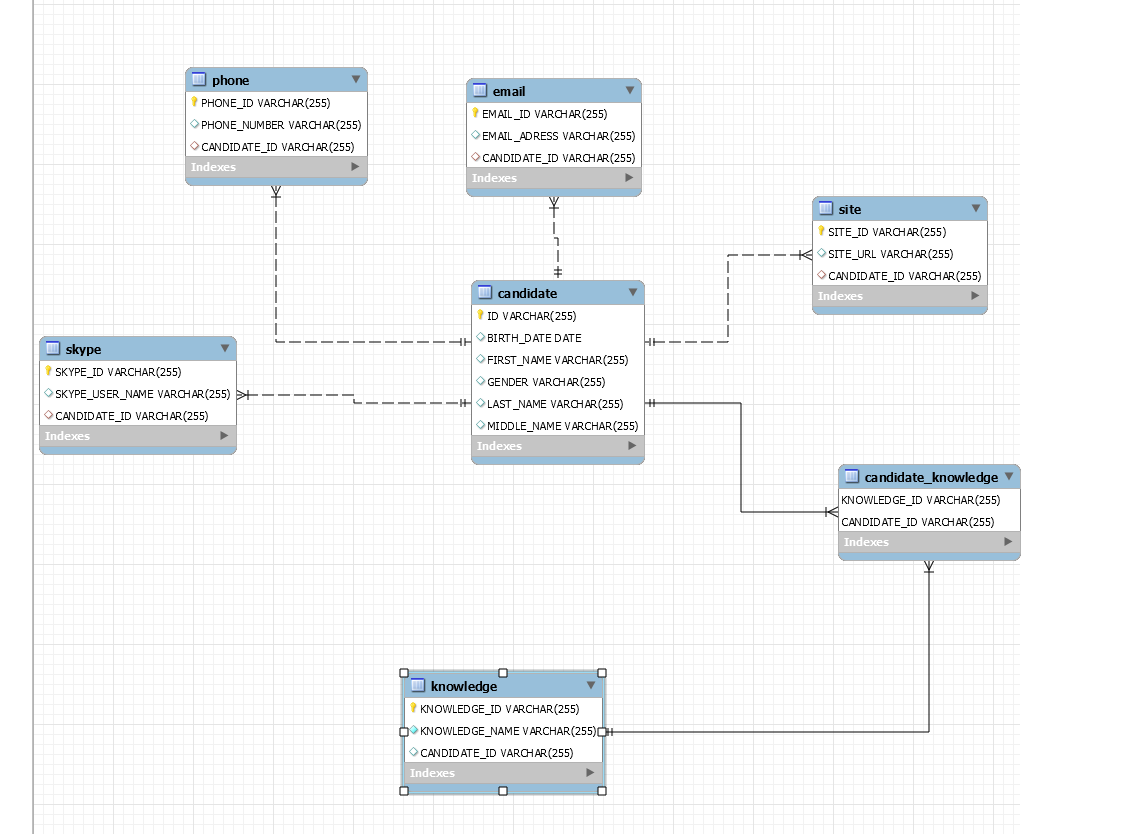 phone
PHONE_ID VARCHAR(255)
PHONE_NUMBER VARCHAR(255)
CANDIDATE_ID VARCHAR(255)
Indexes
email
EMAIL_ID VARCHAR(255)
EMAIL_ADRESS VARCHAR(255)
CANDIDATE_ID VARCHAR(255)
Indexes
site
SITE_ID VARCHAR(255)
SITE_URL VARCHAR(255)
CANDIDATE_ID VARCHAR(255)
Indexes
candidate
ID VARCHAR(255)
BIRTH_DATE DATE
FIRST_NAME VARCHAR(255)
GENDER VARCHAR(255)
LAST_NAME VARCHAR(255)
MIDDLE_NAME VARCHAR(255)
Indexes
skype
SKYPE_ID VARCHAR(255)
SKYPE_USER_NAME VARCHAR(255)
CANDIDATE_ID VARCHAR(255)
Indexes
candidate_knowledge
KNOWLEDGE_ID VARCHAR(255)
CANDIDATE_ID VARCHAR(255)
Indexes
knowledge
KNOWLEDGE_ID VARCHAR(255)
KNOWLEDGE_NAME VARCHAR(255)
CANDIDATE_ID VARCHAR(255)
Indexes